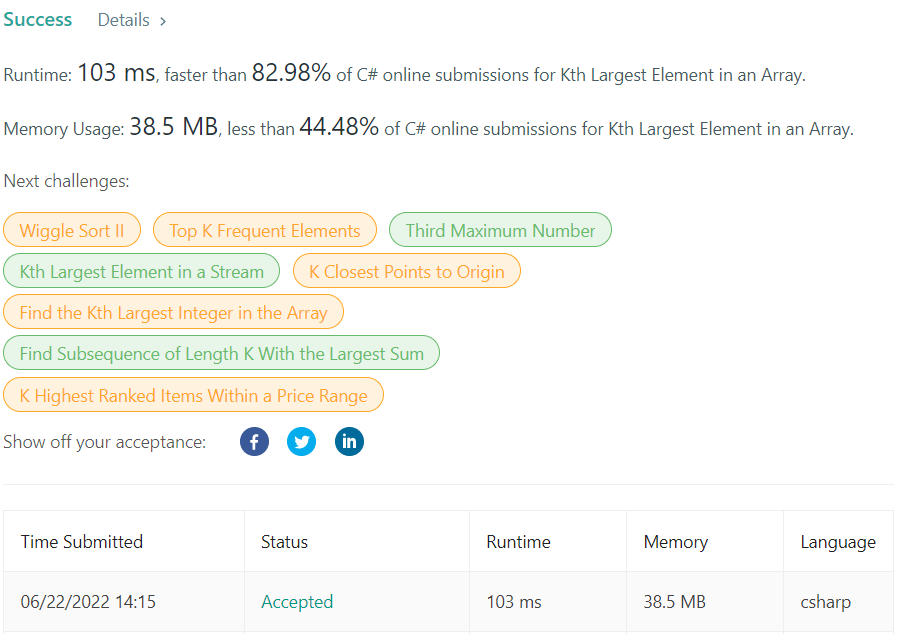 Success Details >
Runtime: 103 ms, faster than 82.98% of C# online submissions for Kth Largest Element in an Array.
Memory Usage: 38.5 MB, less than 44.48% of C# online submissions for Kth Largest Element in an Array.
Next challenges:
Wiggle Sort II Top K Frequent Elements Third Maximum Number
Kth Largest Element in a Stream K Closest Points to Origin
Find the Kth Largest Integer in the Array
Find Subsequence of Length K With the Largest Sum
K Highest Ranked Items Within a Price Range
Show off your acceptance: f in
Time Submitted Status Runtime Memory Language
06/22/2022 14:15 Accepted 103 ms 38.5 MB csharp